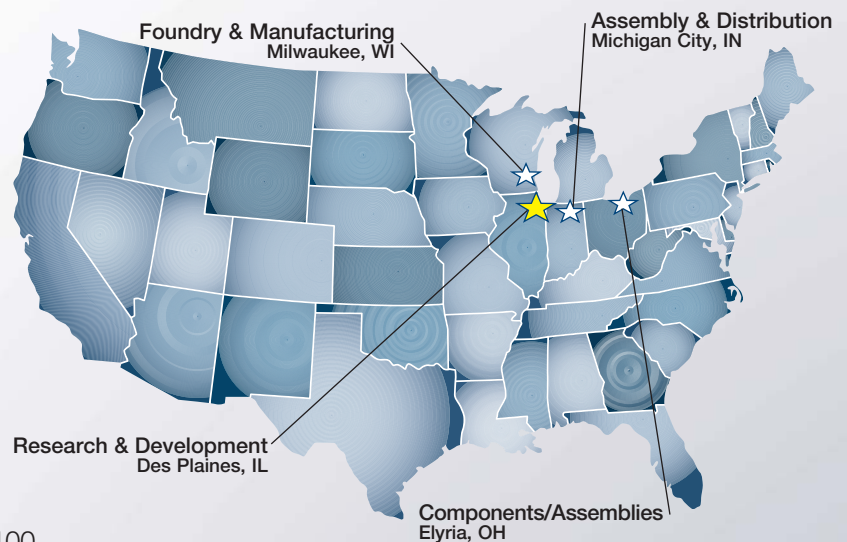 Foundry & Manufacturing
Milwaukee, WI
Assembly & Distribution
Michigan City, IN
Research & Development
Des Plaines, IL
Components/Assemblies
Elyria, OH